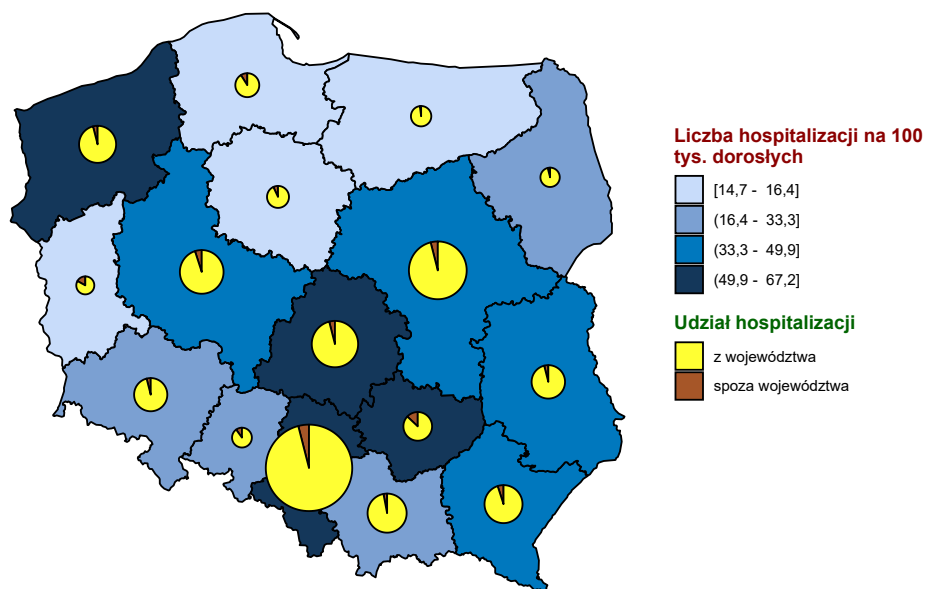 Liczba hospitalizacji na 100
tys. dorosłych
[14,7 - 16,4]
(16,4 - 33,3]
(33,3 - 49,9]
(49,9 - 67,2]
Udział hospitalizacji
z województwa
spoza województwa